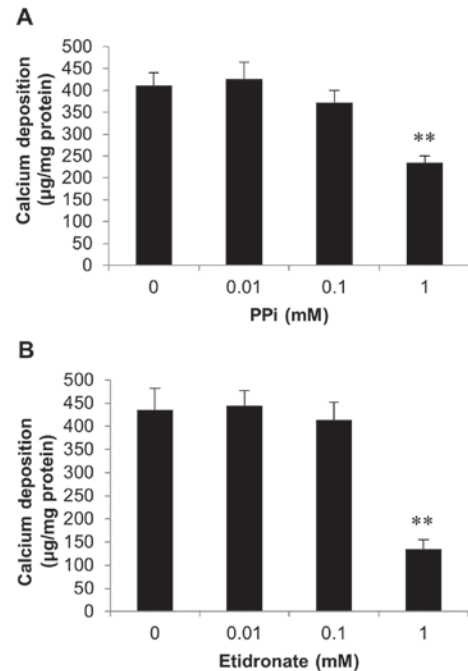 A
Calcium deposition
(µg/mg protein)
500
450
400
350
300
250
200
150
100
50
0
**
0 0.01 0.1 1
PPi (mM)
B
Calcium deposition
(µg/mg protein)
500
450
400
350
300
250
200
150
100
50
0
**
0 0.01 0.1 1
Etidronate (mM)